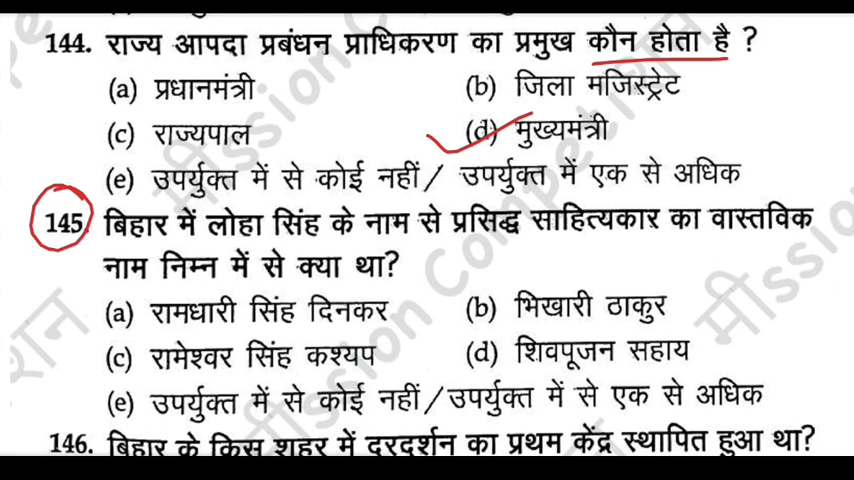 144. राज्य आपदा प्रबंधन प्राधिकरण का प्रमुख कौन होता है ?
(a) प्रधानमंत्री (b) जिला मजिस्ट्रेट
(c) राज्यपाल (d) मुख्यमंत्री
(e) उपर्युक्त में से कोई नहीं/ उपर्युक्त में एक से अधिक
145. बिहार में लोहा सिंह के नाम से प्रसिद्ध साहित्यकार का वास्तविक
नाम निम्न में से क्या था?
(a) रामधारी सिंह दिनकर (b) भिखारी ठाकुर
(c) रामेश्वर सिंह कश्यप (d) शिवपूजन सहाय
(e) उपर्युक्त में से कोई नहीं/उपर्युक्त में से एक से अधिक
146. बिहार के किस शहर में दूरदर्शन का प्रथम केंद्र स्थापित हुआ था?